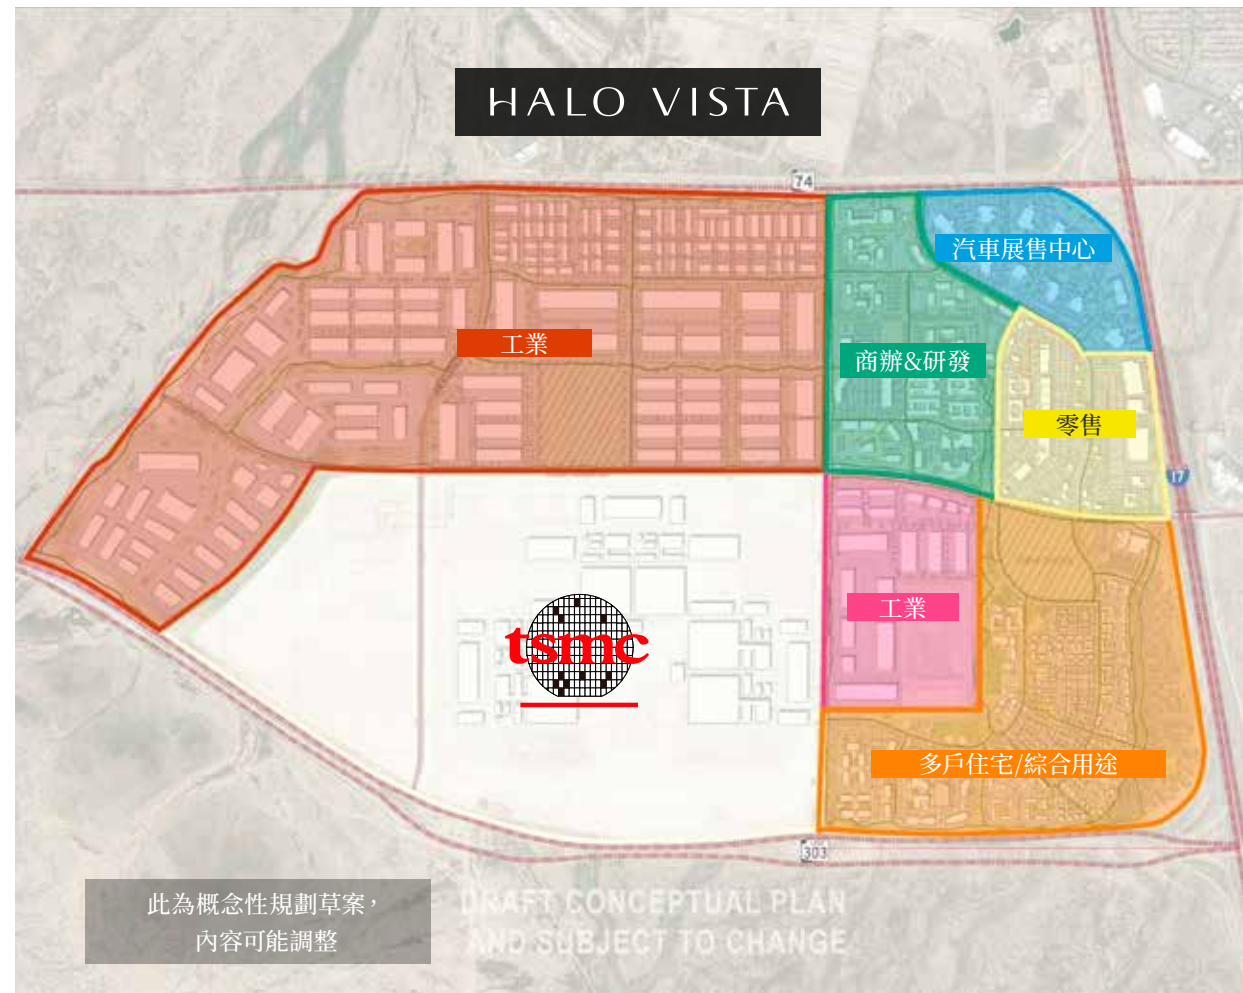 HALO VISTA
74
汽車展售中心
工業
商辦&研發
零售
17
工業
tsmc
多戶住宅/綜合用途
303
此為概念性規劃草案，
內容可能調整
DRAFT CONCEPTUAL PLAN
AND SUBJECT TO CHANGE